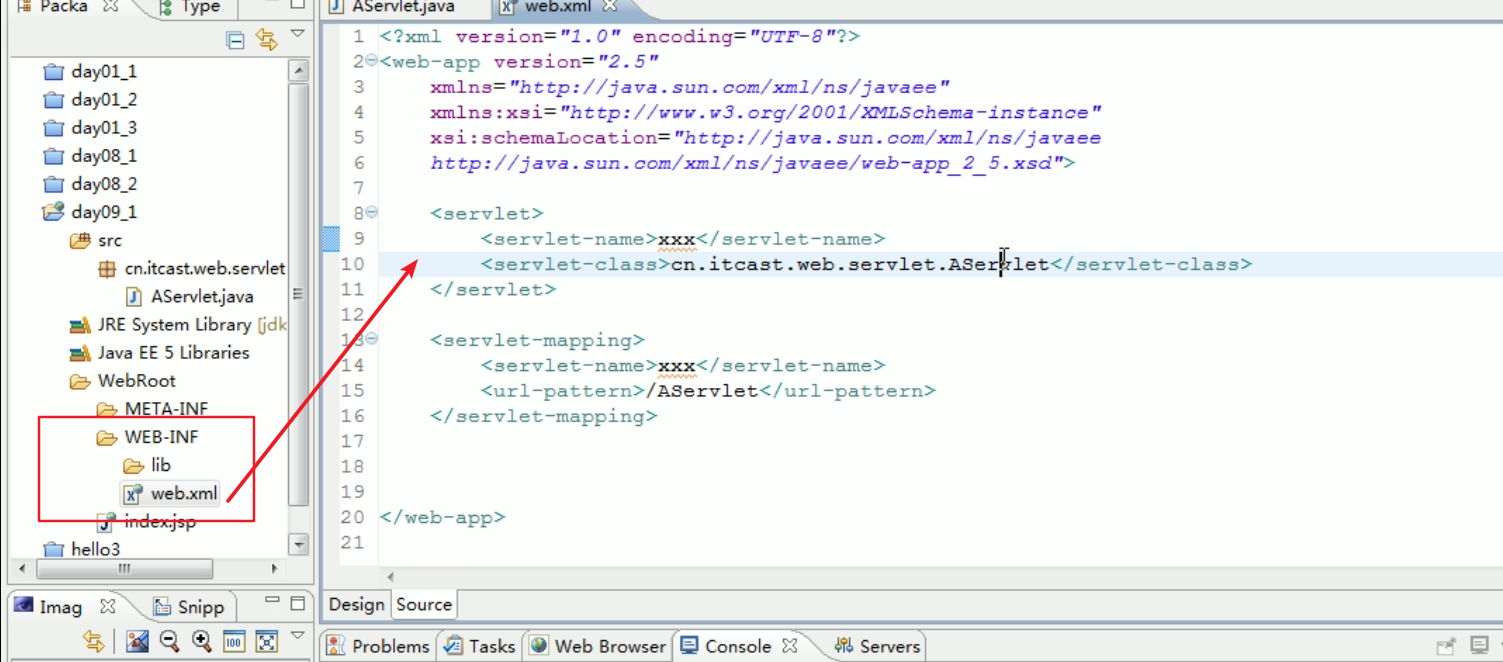 Packa
Type
day01_1
day01_2
day01_3
day08_1
day08_2
day09_1
src
cn.itcast.web.servlet
AServlet.java
JRE System Library [jdk
Java EE 5 Libraries
WebRoot
META-INF
WEB-INF
lib
web.xml
index.jsp
hello3
Imag
Snipp
100
AServlet.java
web.xml
1 <?xml version="1.0" encoding="UTF-8"?>
2 <web-app version="2.5"
3 xmlns="http://java.sun.com/xml/ns/javaee"
4 xmlns:xsi="http://www.w3.org/2001/XMLSchema-instance"
5 xsi:schemaLocation="http://java.sun.com/xml/ns/javaee
6 http://java.sun.com/xml/ns/javaee/web-app_2_5.xsd">
7
8 <servlet>
9 <servlet-name>xxx</servlet-name>
10 <servlet-class>cn.itcast.web.servlet.AServlet</servlet-class>
11 </servlet>
12
13 <servlet-mapping>
14 <servlet-name>xxx</servlet-name>
15 <url-pattern>/AServlet</url-pattern>
16 </servlet-mapping>
17
18
19
20 </web-app>
21
Design Source
Problems Tasks Web Browser Console Servers